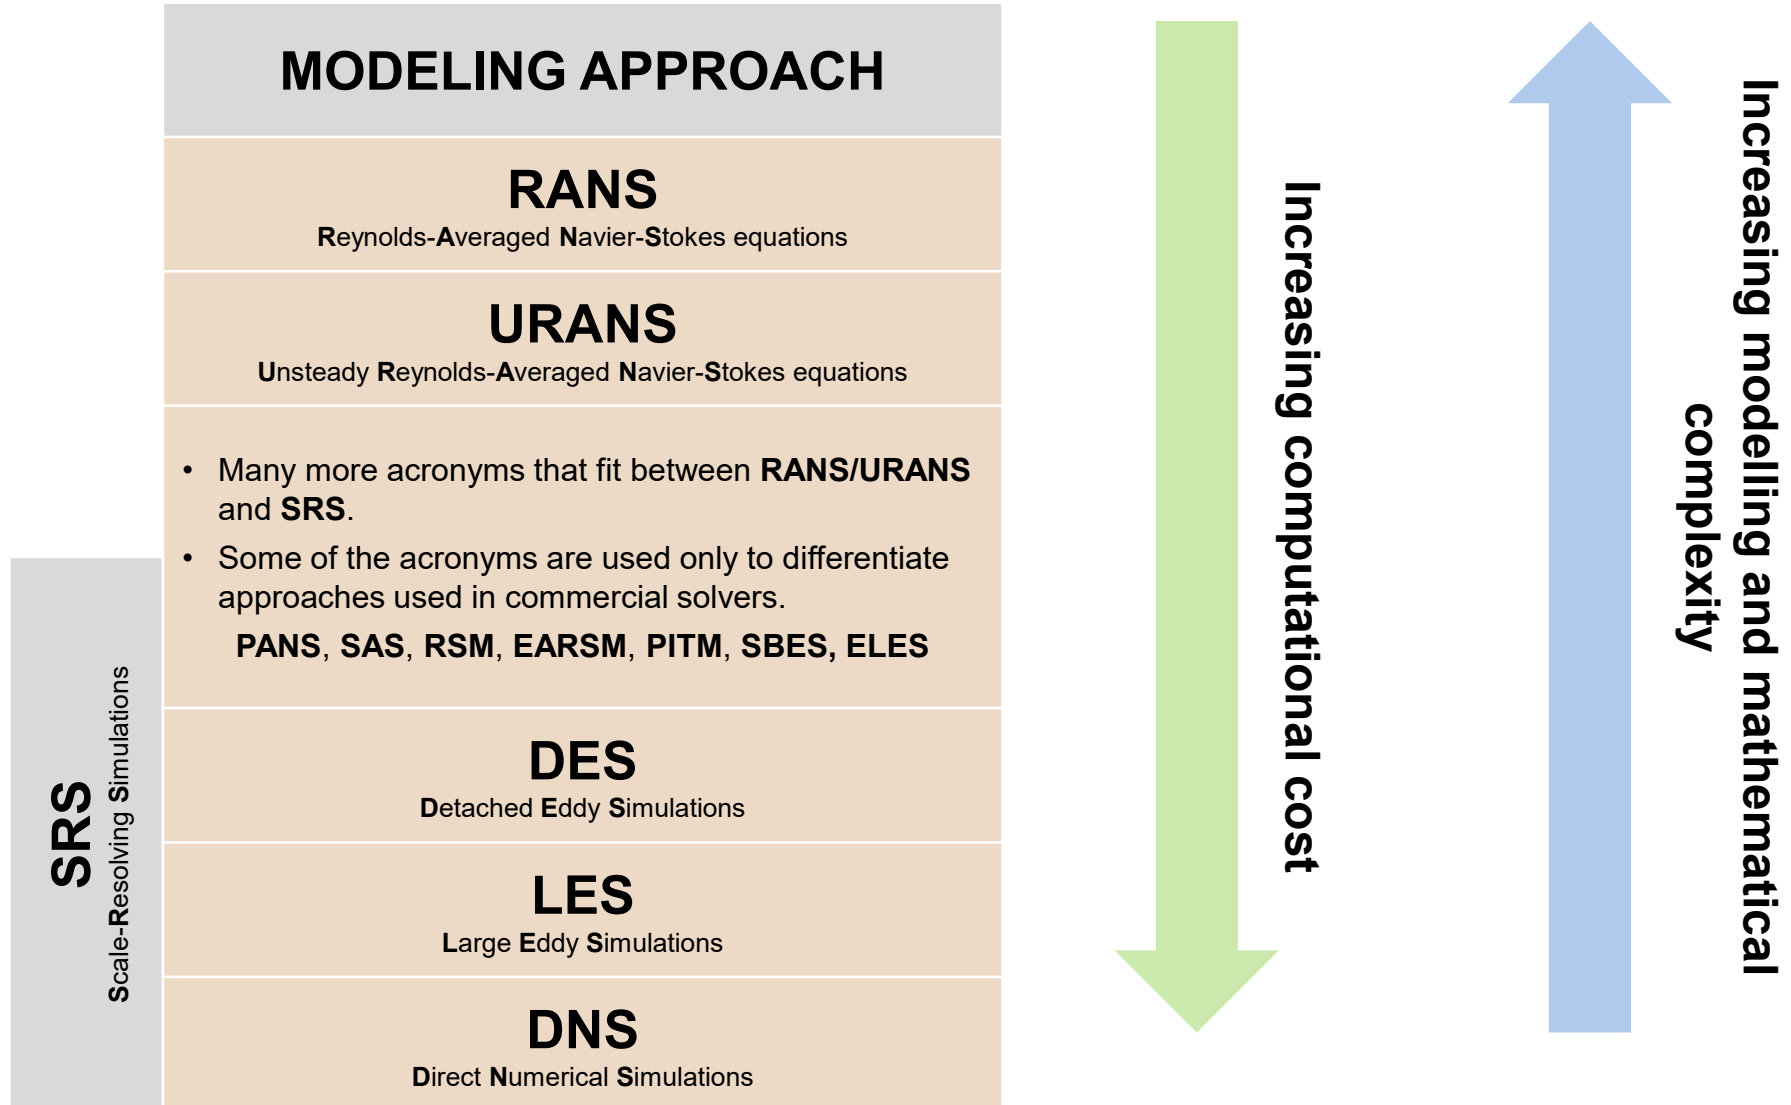 MODELING APPROACH
RANS
Reynolds-Averaged Navier-Stokes equations
URANS
Unsteady Reynolds-Averaged Navier-Stokes equations
• Many more acronyms that fit between RANS/URANS
and SRS.
• Some of the acronyms are used only to differentiate
approaches used in commercial solvers.
PANS, SAS, RSM, EARSM, PITM, SBES, ELES
DES
Detached Eddy Simulations
LES
Large Eddy Simulations
DNS
Direct Numerical Simulations
SRS
Scale-Resolving Simulations
Increasing computational cost
Increasing modelling and mathematical
complexity